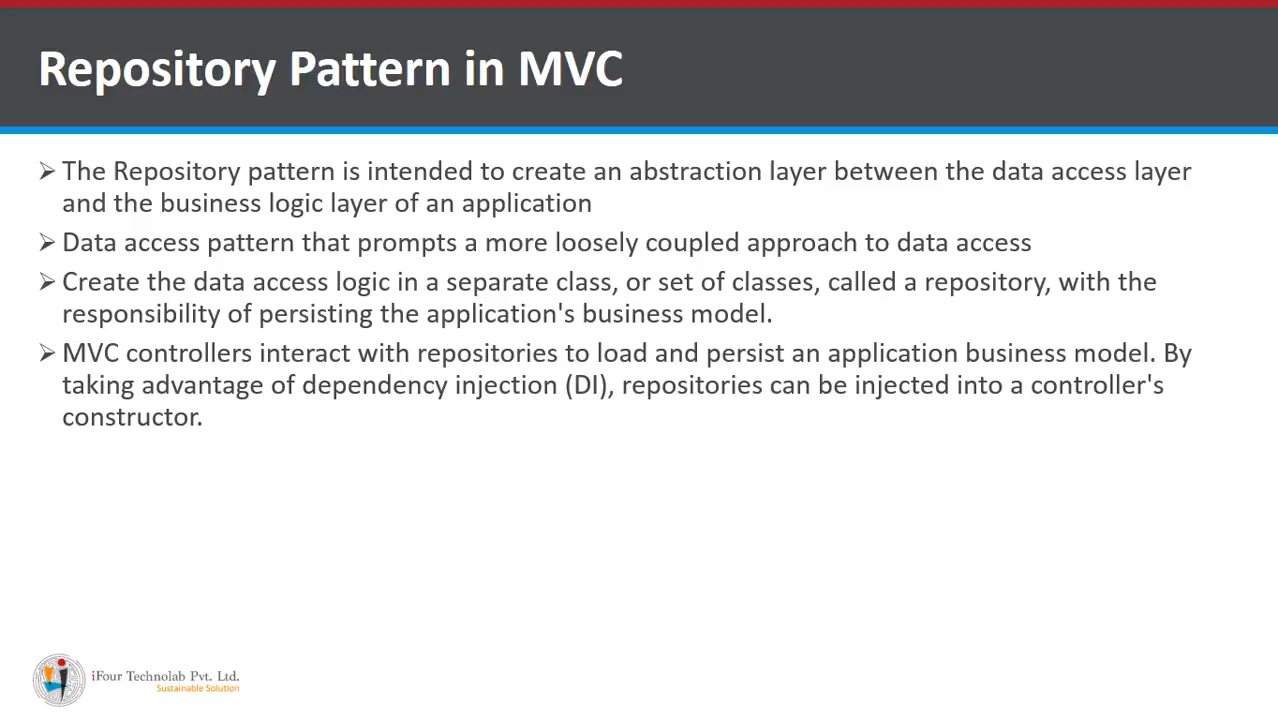 Repository Pattern in MVC
➢ The Repository pattern is intended to create an abstraction layer between the data access layer
and the business logic layer of an application
➢ Data access pattern that prompts a more loosely coupled approach to data access
➢ Create the data access logic in a separate class, or set of classes, called a repository, with the
responsibility of persisting the application's business model.
➢ MVC controllers interact with repositories to load and persist an application business model. By
taking advantage of dependency injection (DI), repositories can be injected into a controller's
constructor.
iFour Technolab Pvt. Ltd.
Sustainable Solution